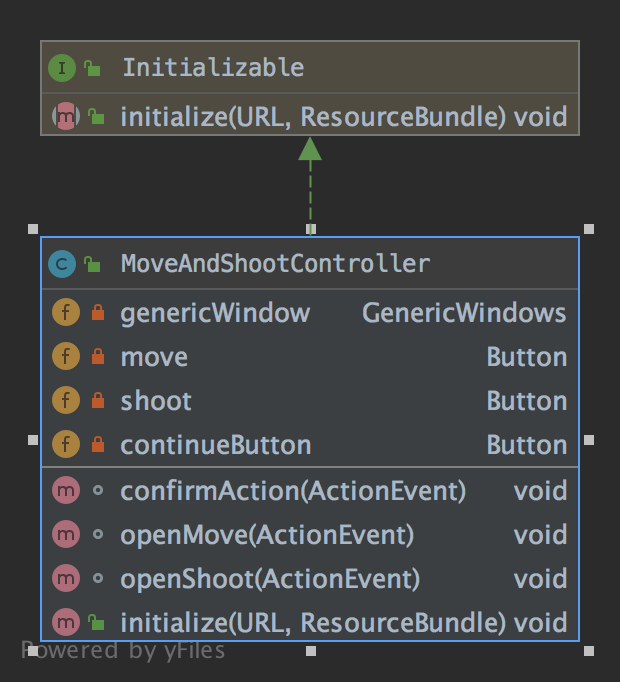 I Initializable
m initialize(URL, ResourceBundle) void
C MoveAndShootController
f genericWindow GenericWindows
f move Button
f shoot Button
f continueButton Button
m confirmAction(ActionEvent) void
m openMove(ActionEvent) void
m openShoot(ActionEvent) void
m initialize(URL, ResourceBundle) void
Powered by yFiles